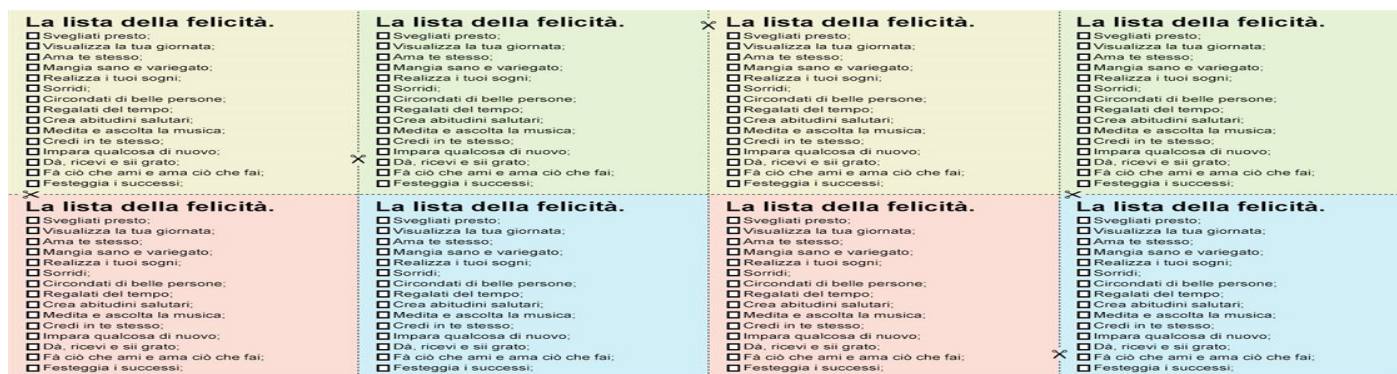 La lista della felicità.
Svegliati presto;
Visualizza la tua giornata;
Ama te stesso;
Mangia sano e variegato;
Realizza i tuoi sogni;
Sorridi;
Circondati di belle persone;
Regalati del tempo;
Crea abitudini salutari;
Medita e ascolta la musica;
Credi in te stesso;
Impara qualcosa di nuovo;
Dà, ricevi e sii grato;
Fà ciò che ami e ama ciò che fai;
Festeggia i successi;
La lista della felicità.
Svegliati presto;
Visualizza la tua giornata;
Ama te stesso;
Mangia sano e variegato;
Realizza i tuoi sogni;
Sorridi;
Circondati di belle persone;
Regalati del tempo;
Crea abitudini salutari;
Medita e ascolta la musica;
Credi in te stesso;
Impara qualcosa di nuovo;
Dà, ricevi e sii grato;
Fà ciò che ami e ama ciò che fai;
Festeggia i successi;
La lista della felicità.
Svegliati presto;
Visualizza la tua giornata;
Ama te stesso;
Mangia sano e variegato;
Realizza i tuoi sogni;
Sorridi;
Circondati di belle persone;
Regalati del tempo;
Crea abitudini salutari;
Medita e ascolta la musica;
Credi in te stesso;
Impara qualcosa di nuovo;
Dà, ricevi e sii grato;
Fà ciò che ami e ama ciò che fai;
Festeggia i successi;
La lista della felicità.
Svegliati presto;
Visualizza la tua giornata;
Ama te stesso;
Mangia sano e variegato;
Realizza i tuoi sogni;
Sorridi;
Circondati di belle persone;
Regalati del tempo;
Crea abitudini salutari;
Medita e ascolta la musica;
Credi in te stesso;
Impara qualcosa di nuovo;
Dà, ricevi e sii grato;
Fà ciò che ami e ama ciò che fai;
Festeggia i successi;
La lista della felicità.
Svegliati presto;
Visualizza la tua giornata;
Ama te stesso;
Mangia sano e variegato;
Realizza i tuoi sogni;
Sorridi;
Circondati di belle persone;
Regalati del tempo;
Crea abitudini salutari;
Medita e ascolta la musica;
Credi in te stesso;
Impara qualcosa di nuovo;
Dà, ricevi e sii grato;
Fà ciò che ami e ama ciò che fai;
Festeggia i successi;
La lista della felicità.
Svegliati presto;
Visualizza la tua giornata;
Ama te stesso;
Mangia sano e variegato;
Realizza i tuoi sogni;
Sorridi;
Circondati di belle persone;
Regalati del tempo;
Crea abitudini salutari;
Medita e ascolta la musica;
Credi in te stesso;
Impara qualcosa di nuovo;
Dà, ricevi e sii grato;
Fà ciò che ami e ama ciò che fai;
Festeggia i successi;
La lista della felicità.
Svegliati presto;
Visualizza la tua giornata;
Ama te stesso;
Mangia sano e variegato;
Realizza i tuoi sogni;
Sorridi;
Circondati di belle persone;
Regalati del tempo;
Crea abitudini salutari;
Medita e ascolta la musica;
Credi in te stesso;
Impara qualcosa di nuovo;
Dà, ricevi e sii grato;
Fà ciò che ami e ama ciò che fai;
Festeggia i successi;
La lista della felicità.
Svegliati presto;
Visualizza la tua giornata;
Ama te stesso;
Mangia sano e variegato;
Realizza i tuoi sogni;
Sorridi;
Circondati di belle persone;
Regalati del tempo;
Crea abitudini salutari;
Medita e ascolta la musica;
Credi in te stesso;
Impara qualcosa di nuovo;
Dà, ricevi e sii grato;
Fà ciò che ami e ama ciò che fai;
Festeggia i successi;